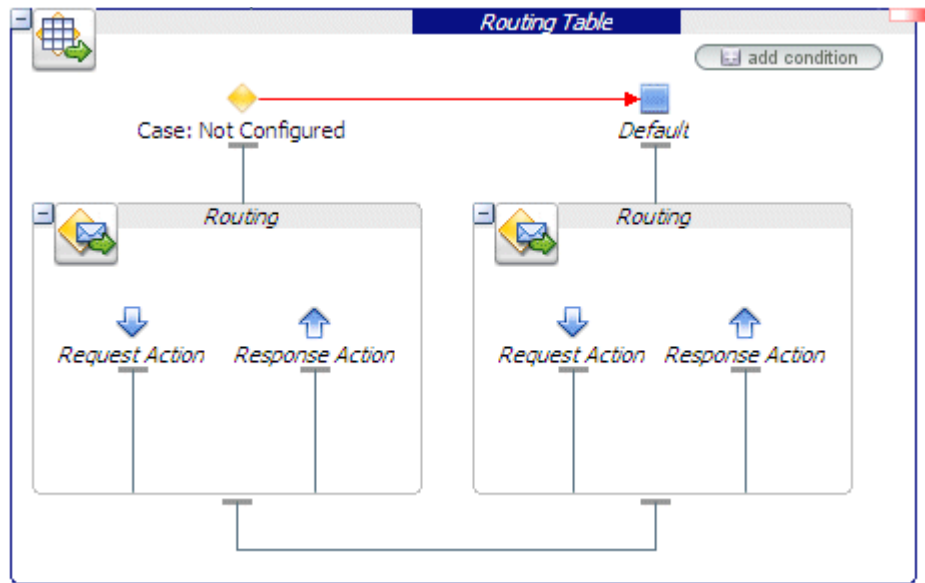 Routing Table
add condition
Case: Not Configured
Default
Routing
Routing
Request Action
Response Action
Request Action
Response Action